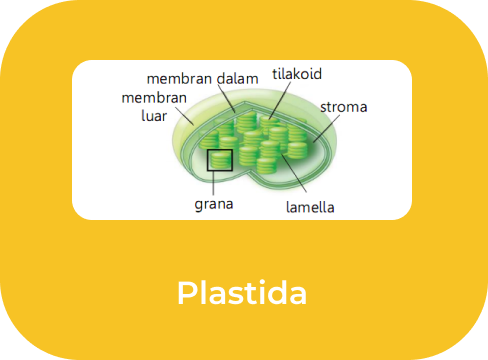 membran dalam
tilakoid
membran
luar
stroma
grana
lamella
Plastida